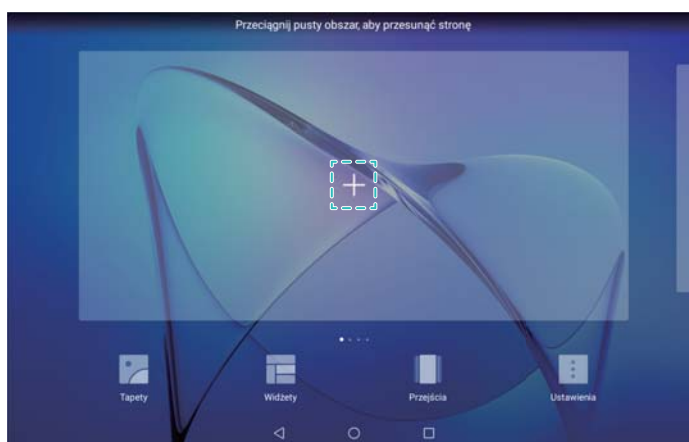 Przeciągnij pusty obszar, aby przesunąć stronę
Tapety Widżety Przejścia Ustawienia